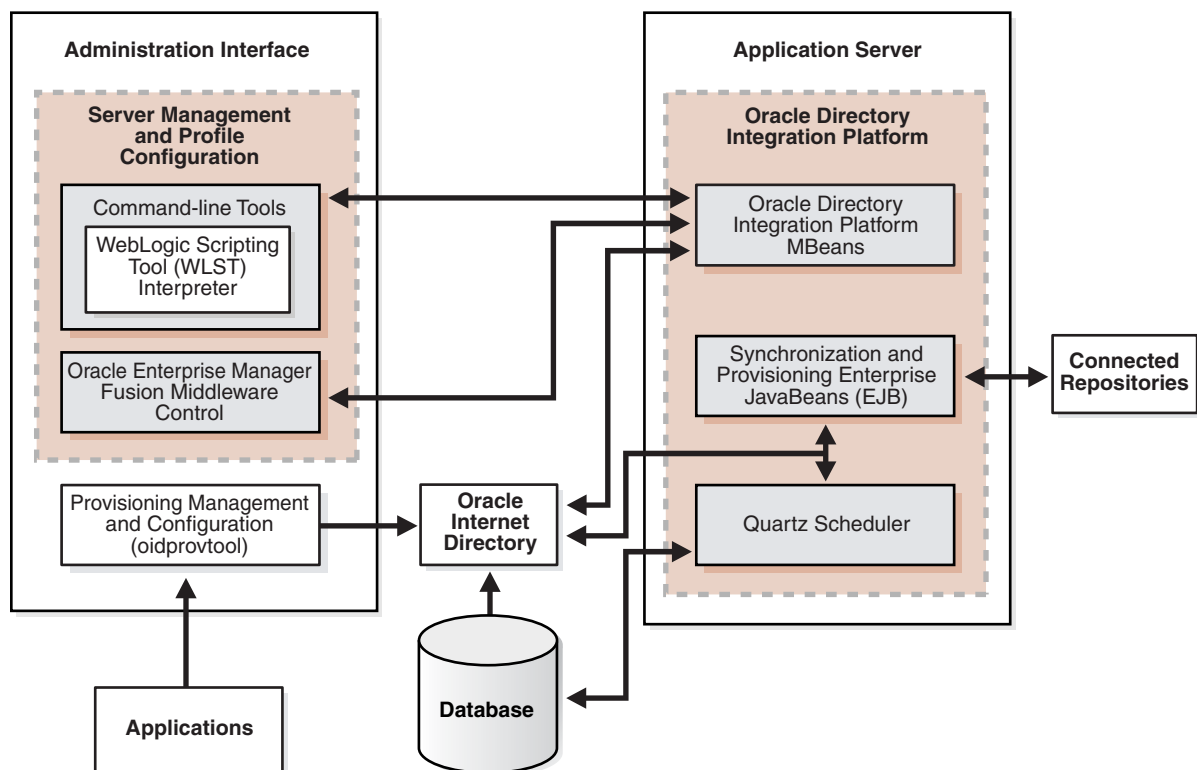 Administration Interface
Server Management
and Profile
Configuration
Command-line Tools
WebLogic Scripting
Tool (WLST)
Interpreter
Oracle Enterprise Manager
Fusion Middleware
Control
Provisioning Management
and Configuration
(oidprovtool)
Applications
Oracle
Internet
Directory
Database
Application Server
Oracle Directory
Integration Platform
Oracle Directory
Integration Platform
MBeans
Synchronization and
Provisioning Enterprise
JavaBeans (EJB)
Quartz Scheduler
Connected
Repositories